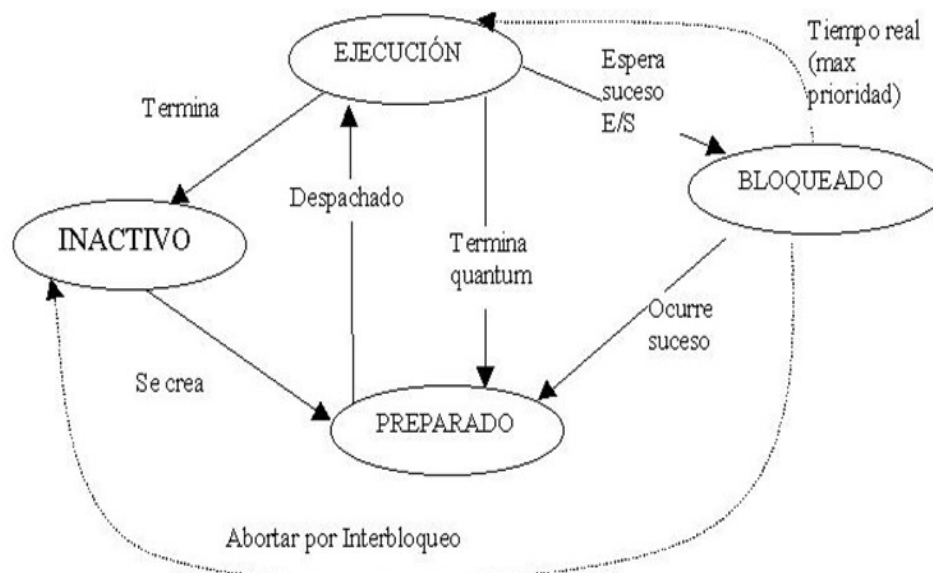 EJECUCIÓN
Tiempo real
(max
prioridad)
Espera
suceso
E/S
Termina
BLOQUEADO
Despachado
INACTIVO
Termina
quantum
Ocurre
suceso
Se crea
PREPARADO
Abortar por Interbloqueo